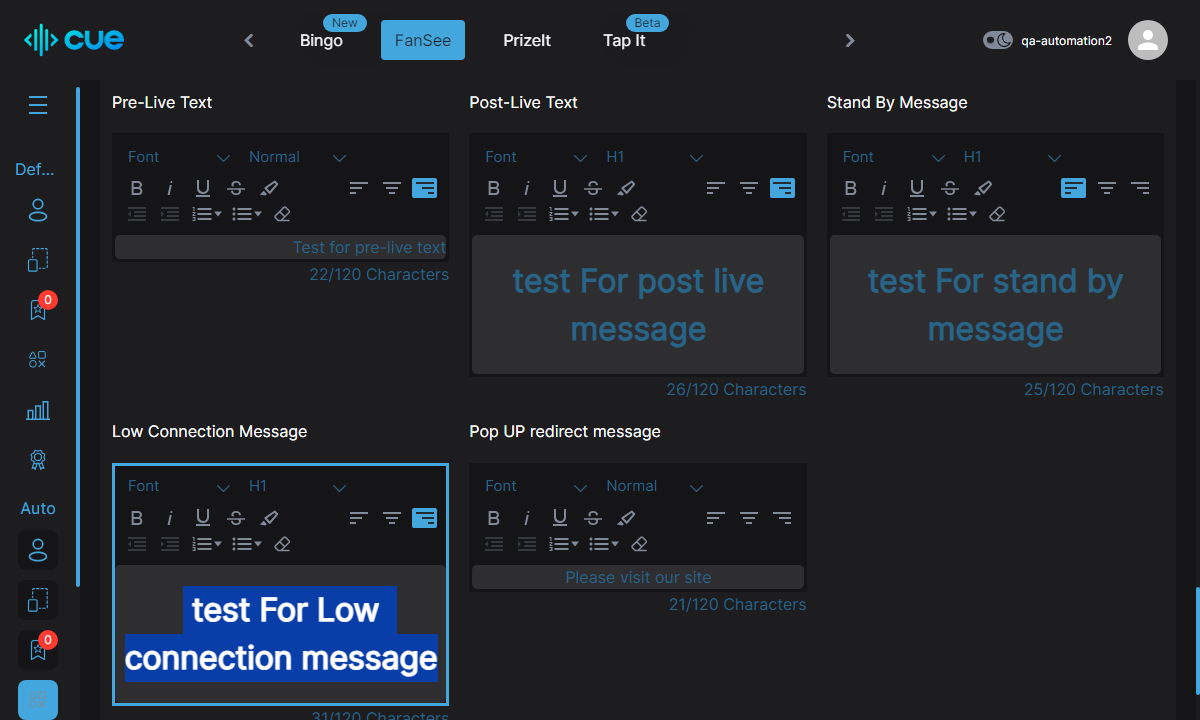 cue
New
Bingo
FanSee
PrizeIt
Beta
Tap It
qa-automation2
Def...
0
Auto
0
Pre-Live Text
Font Normal
B i U S
Test for pre-live text
22/120 Characters
Post-Live Text
Font H1
B i U S
test For post live
message
26/120 Characters
Stand By Message
Font H1
B i U S
test For stand by
message
25/120 Characters
Low Connection Message
Font H1
B i U S
test For Low
connection message
31/120 Characters
Pop UP redirect message
Font Normal
B i U S
Please visit our site
21/120 Characters